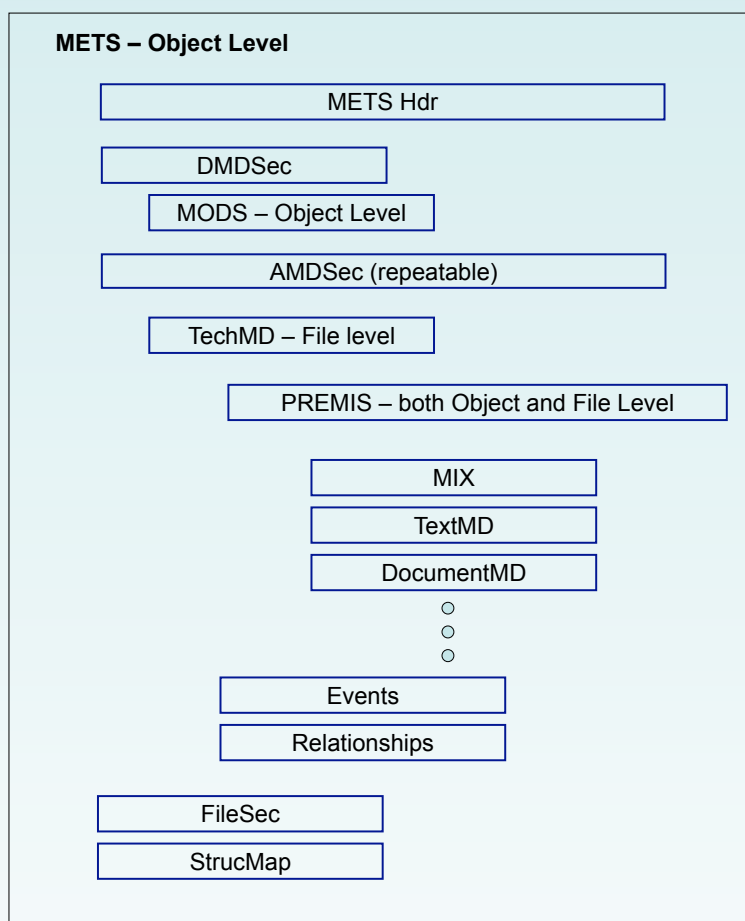 METS – Object Level
METS Hdr
DMDSec
MODS – Object Level
AMDSec (repeatable)
TechMD – File level
PREMIS – both Object and File Level
MIX
TextMD
DocumentMD
Events
Relationships
FileSec
StrucMap